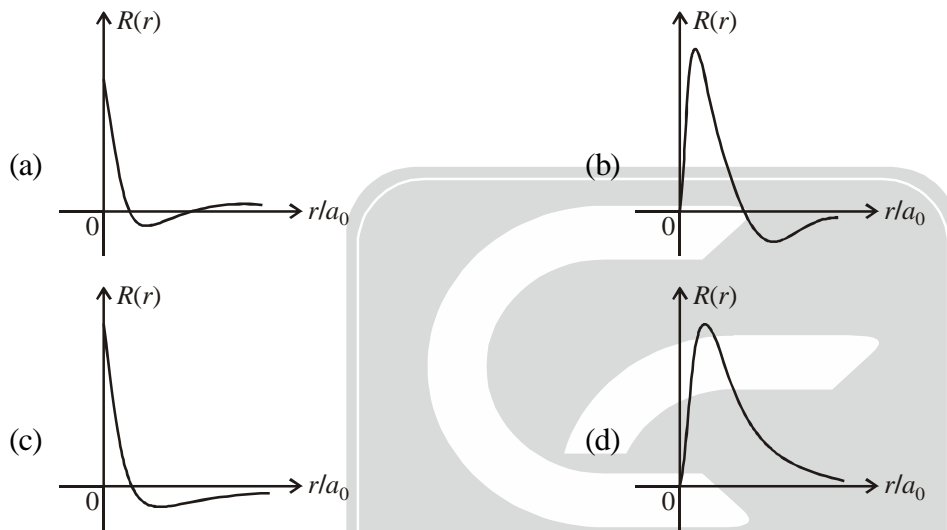 (a) R(r) 0 r/a₀
(b) R(r) 0 r/a₀
(c) R(r) 0 r/a₀
(d) R(r) 0 r/a₀